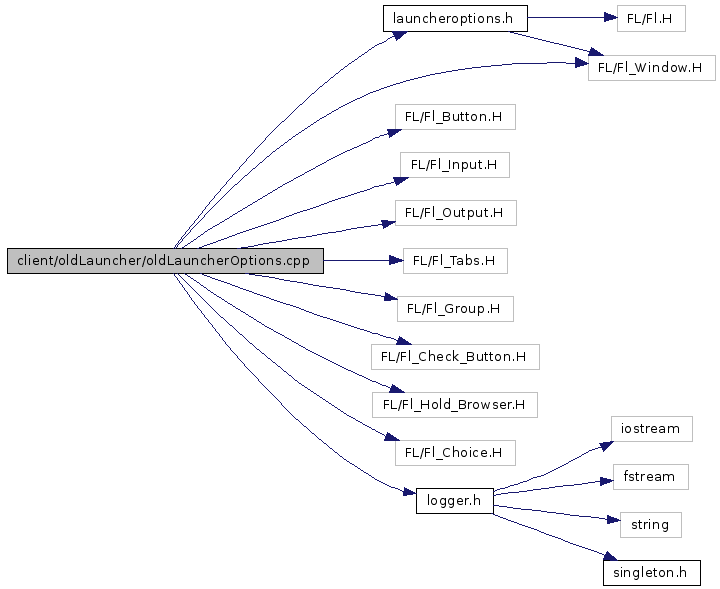 launcheroptions.h
FL/Fl.H
FL/Fl_Window.H
FL/Fl_Button.H
FL/Fl_Input.H
FL/Fl_Output.H
client/oldLauncher/oldLauncherOptions.cpp
FL/Fl_Tabs.H
FL/Fl_Group.H
FL/Fl_Check_Button.H
FL/Fl_Hold_Browser.H
FL/Fl_Choice.H
iostream
fstream
logger.h
string
singleton.h